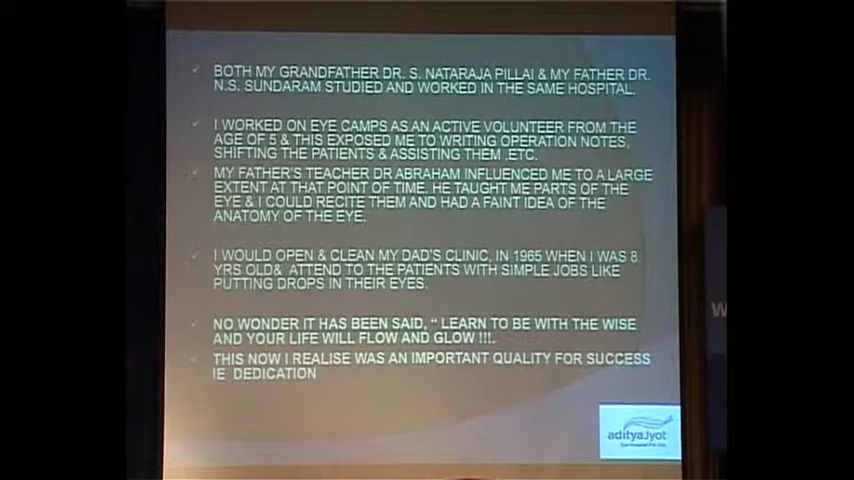 BOTH MY GRANDFATHER DR. S. NATARAJA PILLAI & MY FATHER DR.
N.S. SUNDARAM STUDIED AND WORKED IN THE SAME HOSPITAL.
I WORKED ON EYE CAMPS AS AN ACTIVE VOLUNTEER FROM THE
AGE OF 5 & THIS EXPOSED ME TO WRITING OPERATION NOTES,
SHIFTING THE PATIENTS & ASSISTING THEM ,ETC.
MY FATHER'S TEACHER DR ABRAHAM INFLUENCED ME TO A LARGE
EXTENT AT THAT POINT OF TIME. HE TAUGHT ME PARTS OF THE
EYE & I COULD RECITE THEM AND HAD A FAINT IDEA OF THE
ANATOMY OF THE EYE.
I WOULD OPEN & CLEAN MY DAD'S CLINIC, IN 1965 WHEN I WAS 8
YRS OLD& ATTEND TO THE PATIENTS WITH SIMPLE JOBS LIKE
PUTTING DROPS IN THEIR EYES.
NO WONDER IT HAS BEEN SAID, " LEARN TO BE WITH THE WISE
AND YOUR LIFE WILL FLOW AND GLOW !!!.
THIS NOW I REALISE WAS AN IMPORTANT QUALITY FOR SUCCESS
IE DEDICATION
adityaJyot
Eye Hospital Pvt Ltd.
W